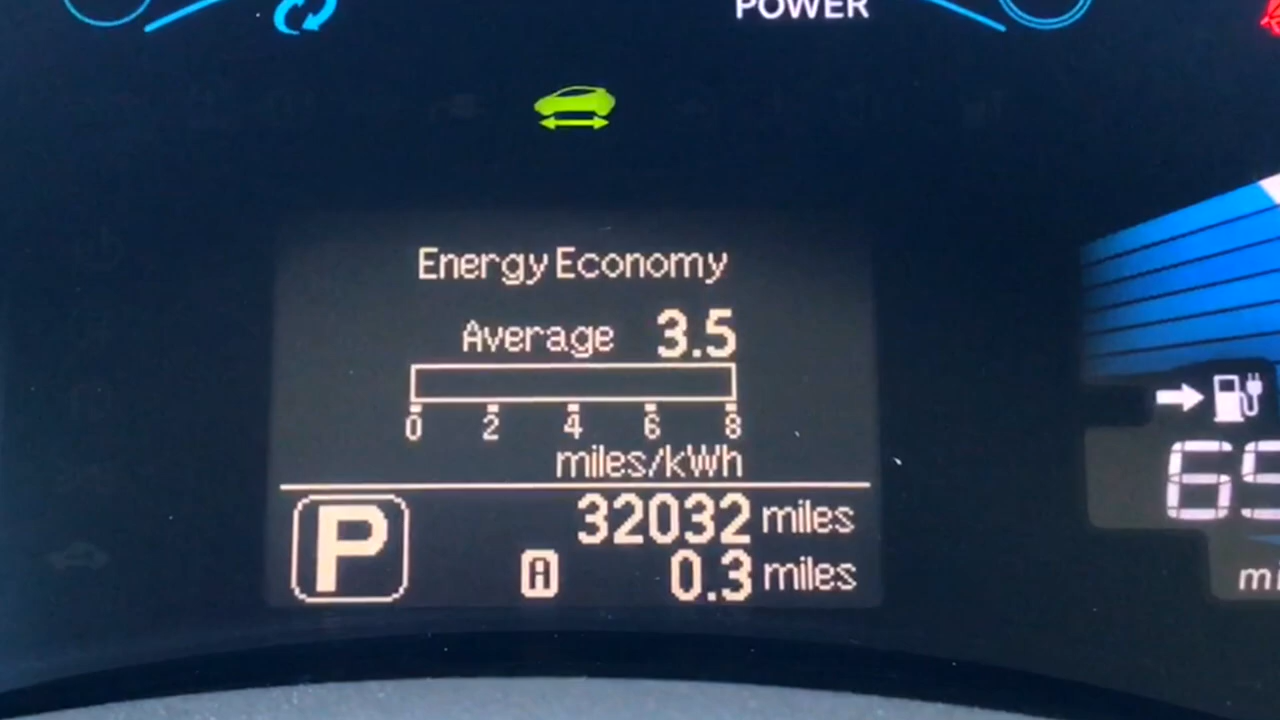 POWER
Energy Economy
Average 3.5
0 2 4 6 8
miles/kWh
P 32032 miles
A 0.3 miles